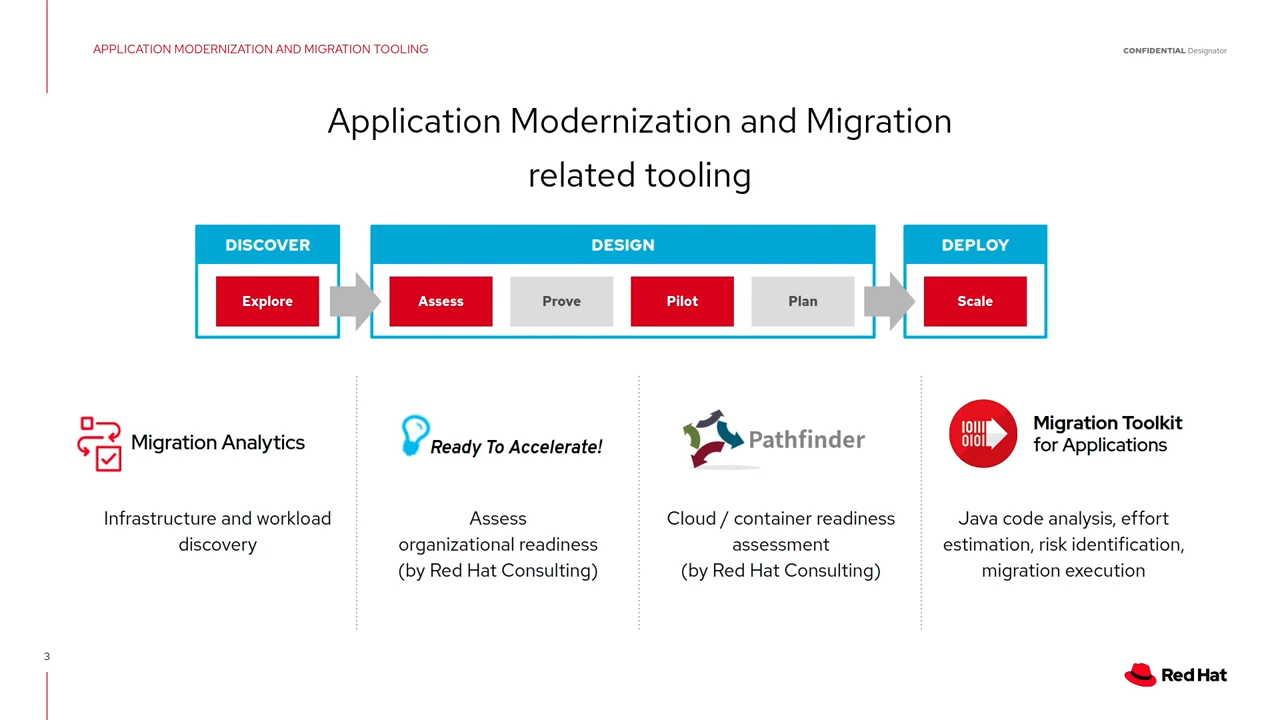 APPLICATION MODERNIZATION AND MIGRATION TOOLING
CONFIDENTIAL Designator
Application Modernization and Migration
related tooling
DISCOVER
DESIGN
DEPLOY
Explore
Assess
Prove
Pilot
Plan
Scale
Migration Analytics
Infrastructure and workload
discovery
Ready To Accelerate!
Assess
organizational readiness
(by Red Hat Consulting)
Pathfinder
Cloud / container readiness
assessment
(by Red Hat Consulting)
Migration Toolkit
for Applications
Java code analysis, effort
estimation, risk identification,
migration execution
3
Red Hat